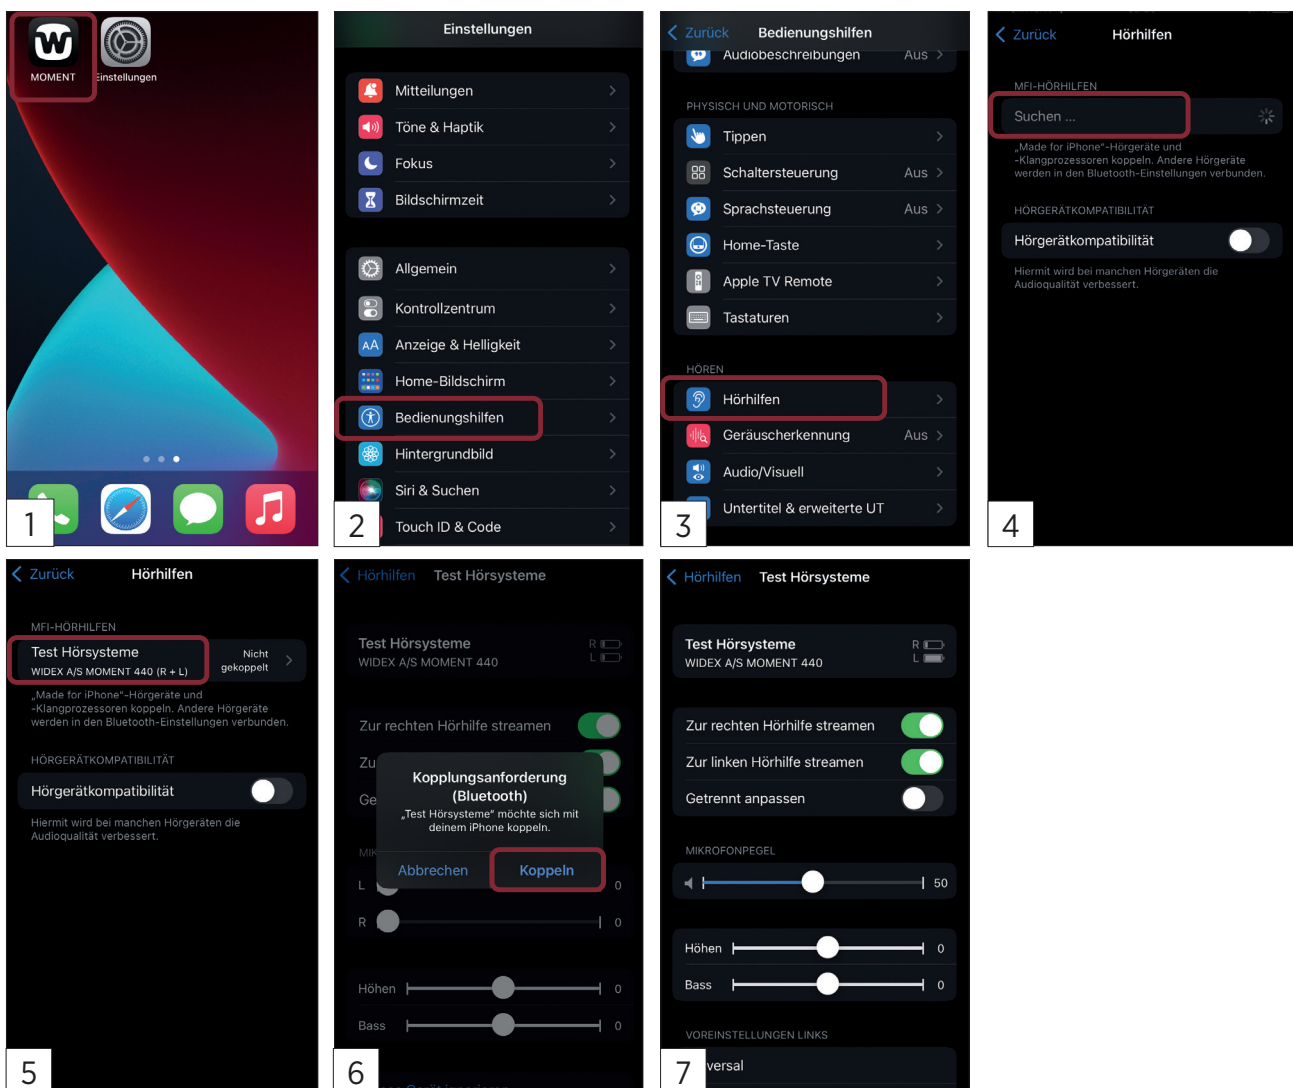 MOMENT
Einstellungen
1
Einstellungen
Mitteilungen
Töne & Haptik
Fokus
Bildschirmzeit
Allgemein
Kontrollzentrum
AA Anzeige & Helligkeit
Home-Bildschirm
Bedienungshilfen
Hintergrundbild
Siri & Suchen
Touch ID & Code
2
Zurück Bedienungshilfen
Audiobeschreibungen Aus
PHYSISCH UND MOTORISCH
Tippen
Schaltersteuerung Aus
Sprachsteuerung Aus
Home-Taste
Apple TV Remote
Tastaturen
HÖREN
Hörhilfen
Geräuscherkennung Aus
Audio/Visuell
Untertitel & erweiterte UT
3
Zurück Hörhilfen
MFI-HÖRHILFEN
Suchen ...
„Made for iPhone“-Hörgeräte und
-Klangprozessoren koppeln. Andere Hörgeräte
werden in den Bluetooth-Einstellungen verbunden.
HÖRGERÄTKOMPATIBILITÄT
Hörgerätkompatibilität
Hiermit wird bei manchen Hörgeräten die
Audioqualität verbessert.
4
Zurück Hörhilfen
MFI-HÖRHILFEN
Test Hörsysteme
WIDEX A/S MOMENT 440 (R + L)
Nicht
gekoppelt
„Made for iPhone“-Hörgeräte und
-Klangprozessoren koppeln. Andere Hörgeräte
werden in den Bluetooth-Einstellungen verbunden.
HÖRGERÄTKOMPATIBILITÄT
Hörgerätkompatibilität
Hiermit wird bei manchen Hörgeräten die
Audioqualität verbessert.
5
Hörhilfen Test Hörsysteme
Test Hörsysteme R
WIDEX A/S MOMENT 440 L
Zur rechten Hörhilfe streamen
Zu
Ge
Kopplungsanforderung
(Bluetooth)
„Test Hörsysteme“ möchte sich mit
deinem iPhone koppeln.
Abbrechen Koppeln
MIK
L 0
R 0
Höhen 0
Bass 0
6
Hörhilfen Test Hörsysteme
Test Hörsysteme R
WIDEX A/S MOMENT 440 L
Zur rechten Hörhilfe streamen
Zur linken Hörhilfe streamen
Getrennt anpassen
MIKROFONPEGEL
50
Höhen 0
Bass 0
VOREINSTELLUNGEN LINKS
versal
7